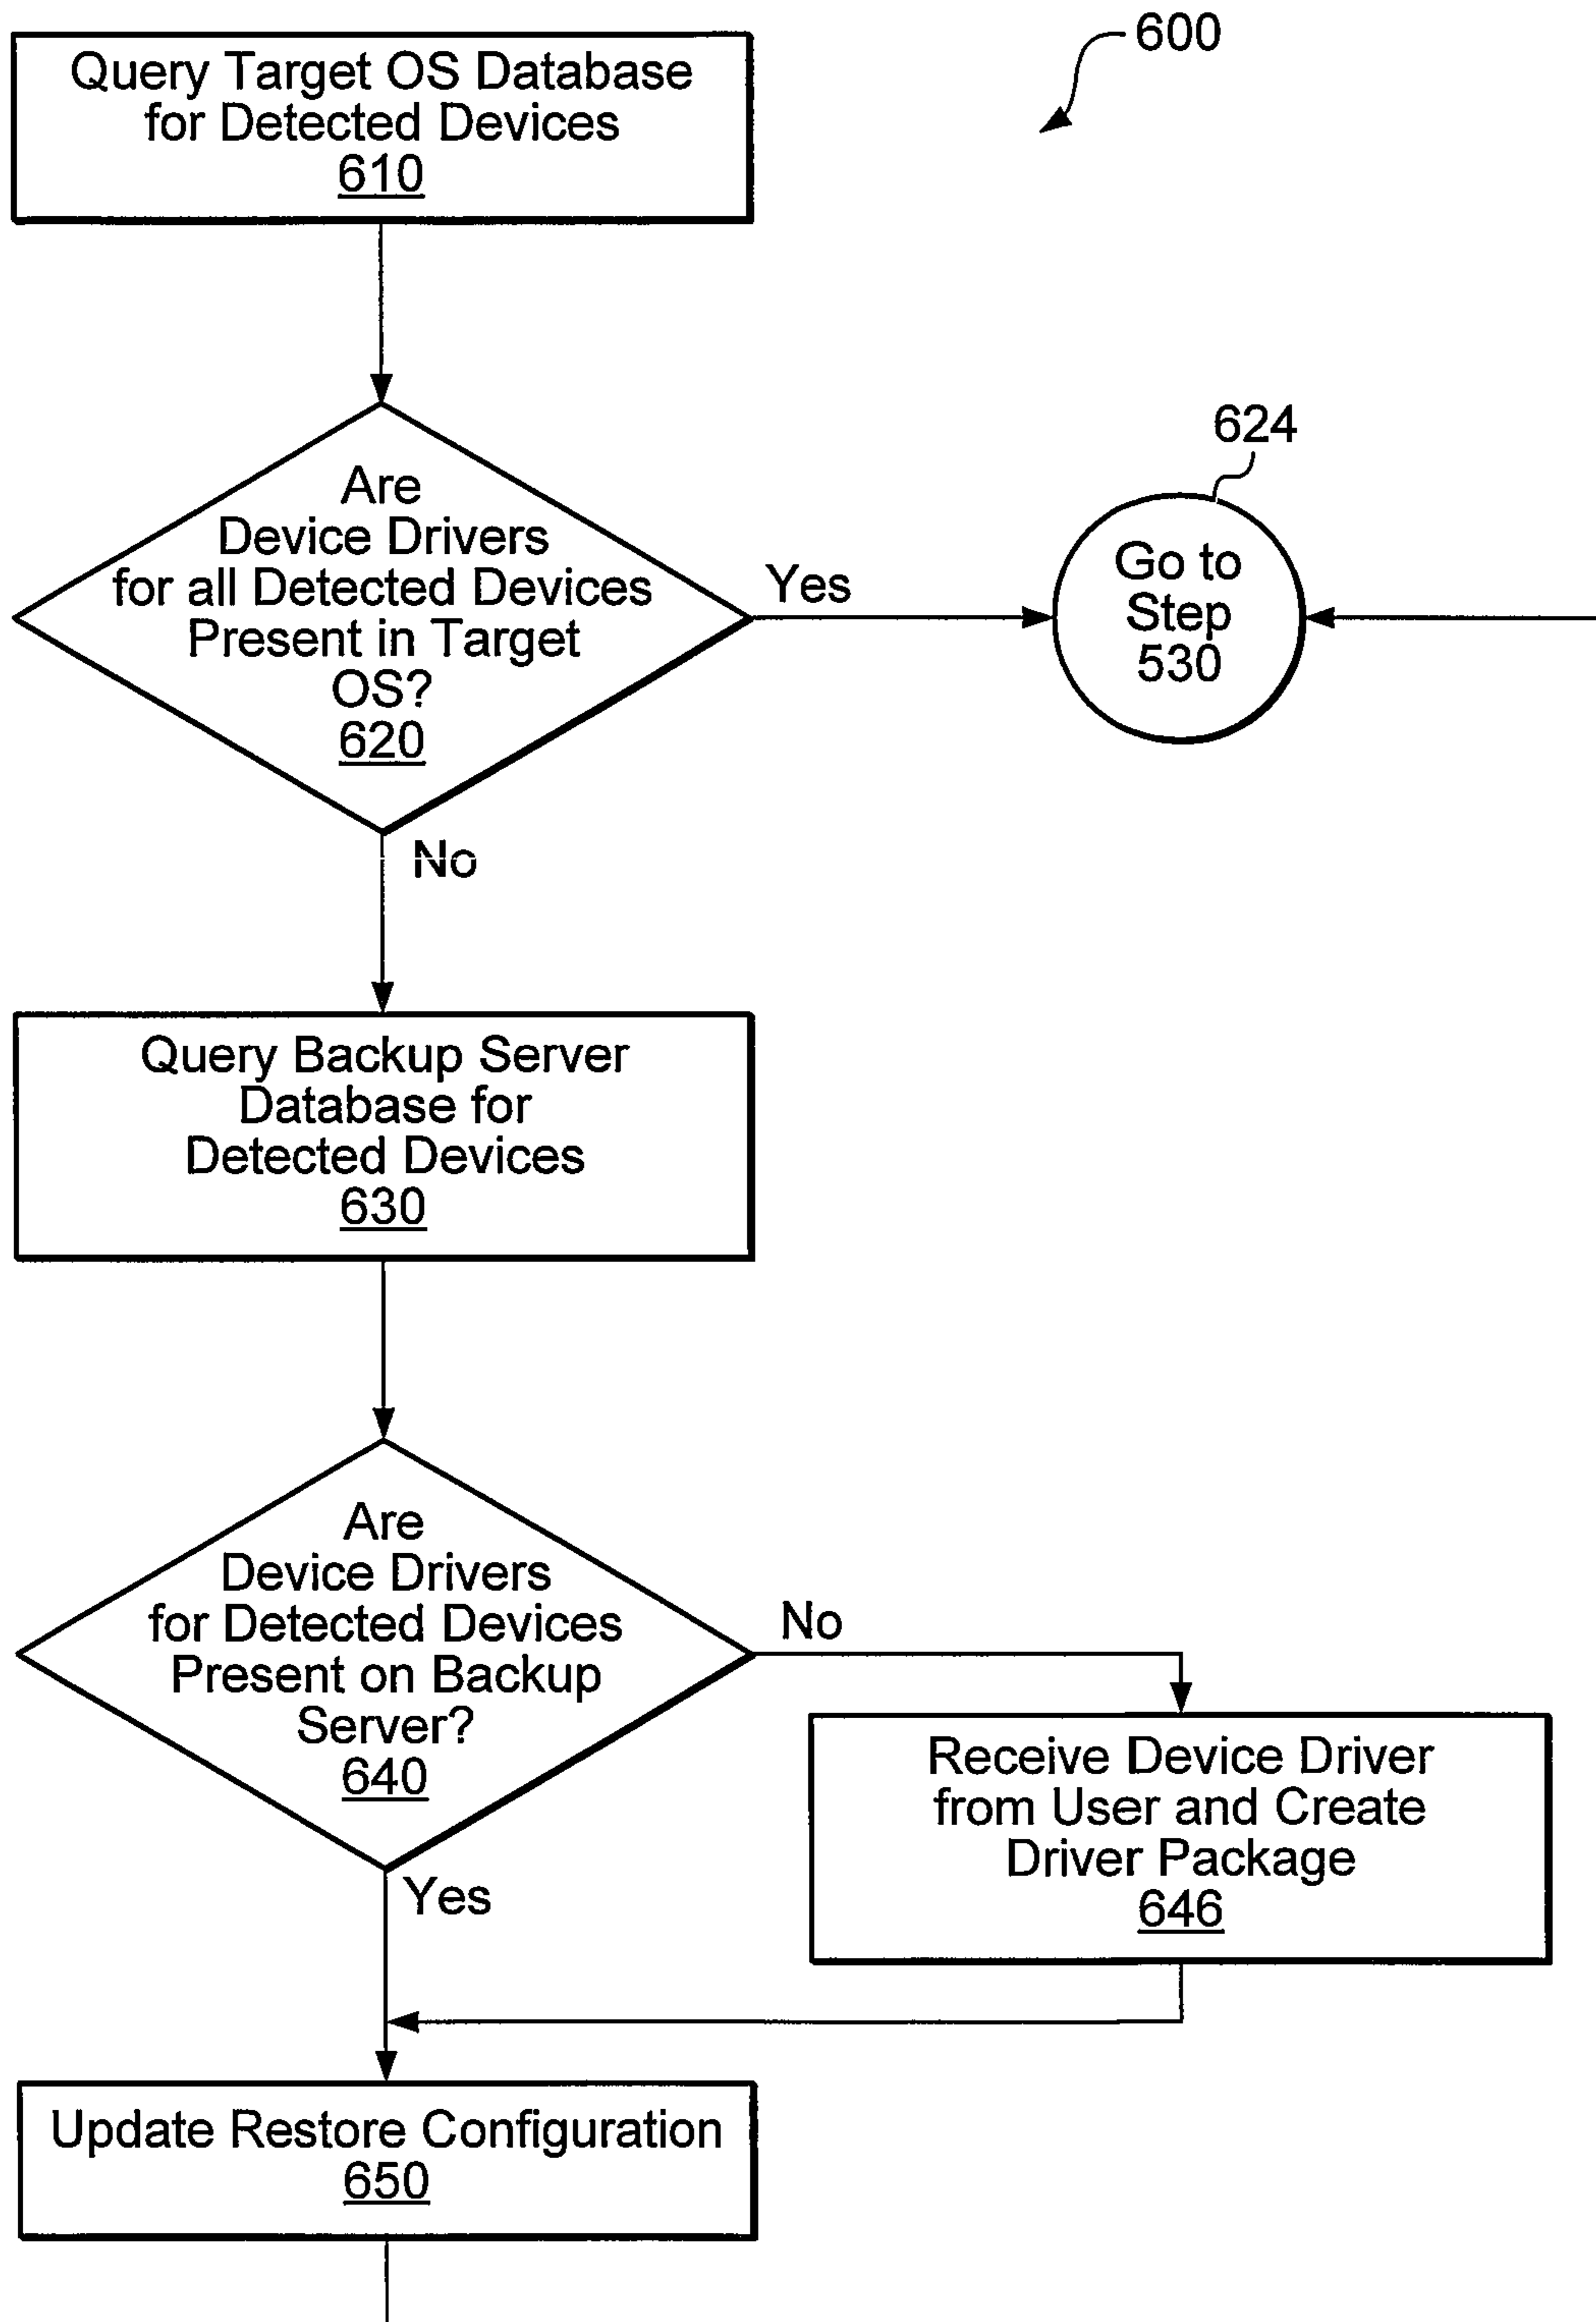 600
Query Target OS Database
for Detected Devices
610
Are
Device Drivers
for all Detected Devices
Present in Target
OS?
620
Yes
624
Go to
Step
530
No
Query Backup Server
Database for
Detected Devices
630
Are
Device Drivers
for Detected Devices
Present on Backup
Server?
640
No
Receive Device Driver
from User and Create
Driver Package
646
Yes
Update Restore Configuration
650